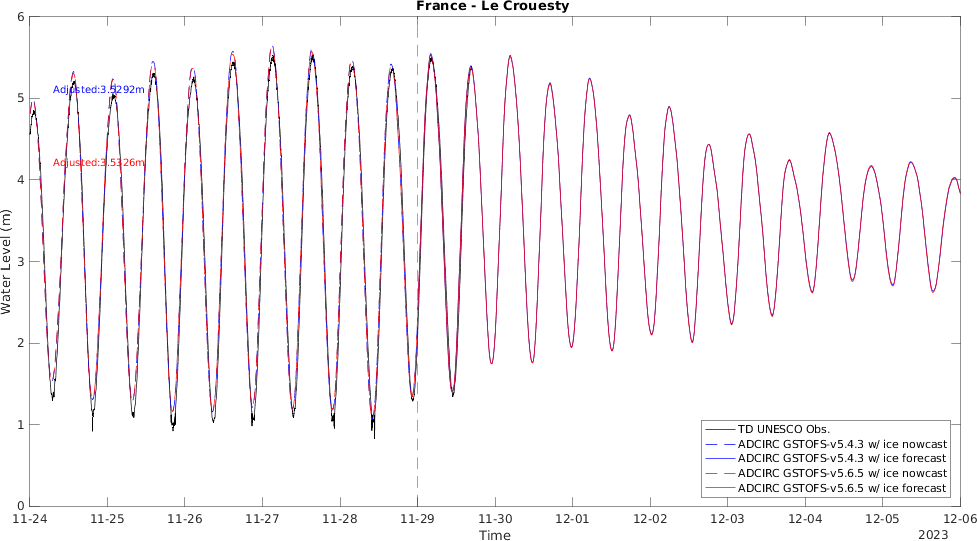 France - Le Crouesty
6
5
4
3
2
1
0
Water Level (m)
Adjusted:3.5292m
Adjusted:3.5326m
TD UNESCO Obs.
ADCIRC GSTOFS-v5.4.3 w/ ice nowcast
ADCIRC GSTOFS-v5.4.3 w/ ice forecast
ADCIRC GSTOFS-v5.6.5 w/ ice nowcast
ADCIRC GSTOFS-v5.6.5 w/ ice forecast
11-24 11-25 11-26 11-27 11-28 11-29 11-30 12-01 12-02 12-03 12-04 12-05 12-06
Time
2023